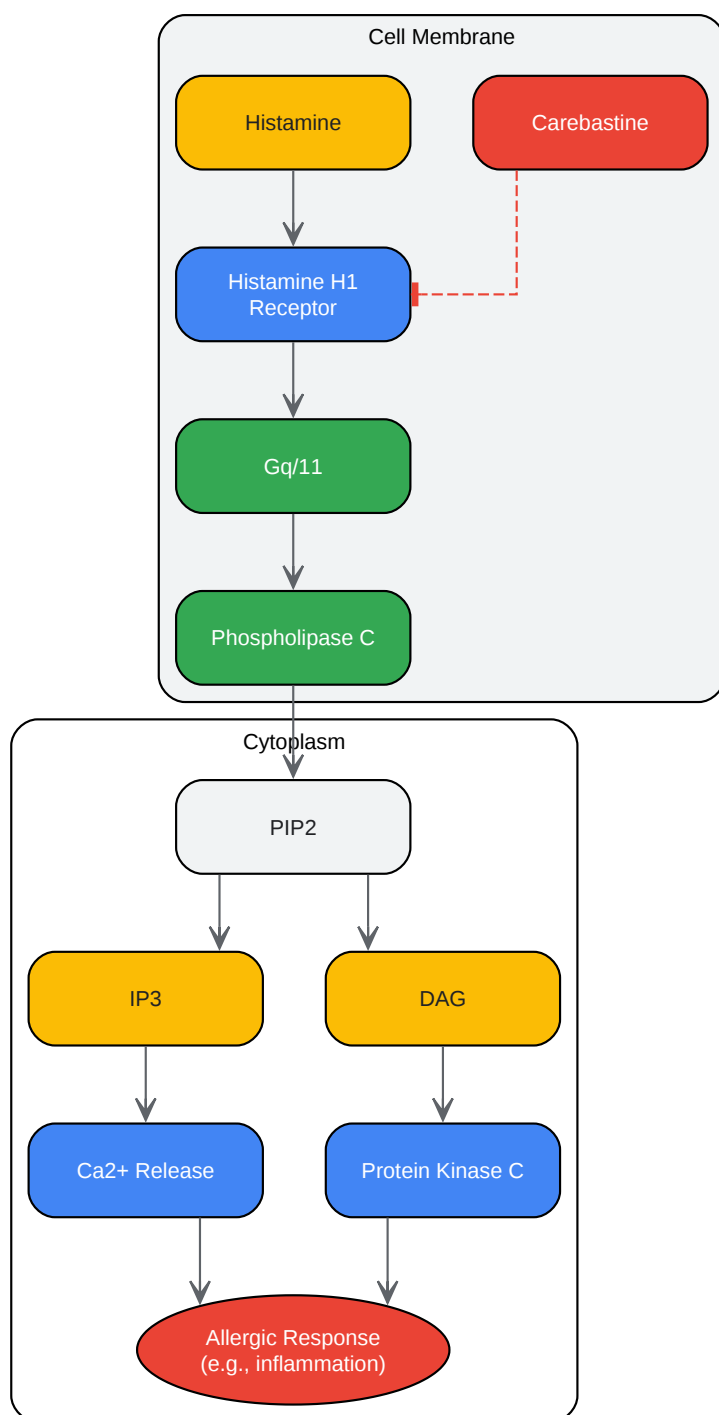 Cell Membrane
Histamine
Carebastine
Histamine H1
Receptor
Gq/11
Phospholipase C
Cytoplasm
PIP2
IP3
DAG
Ca2+ Release
Protein Kinase C
Allergic Response
(e.g., inflammation)